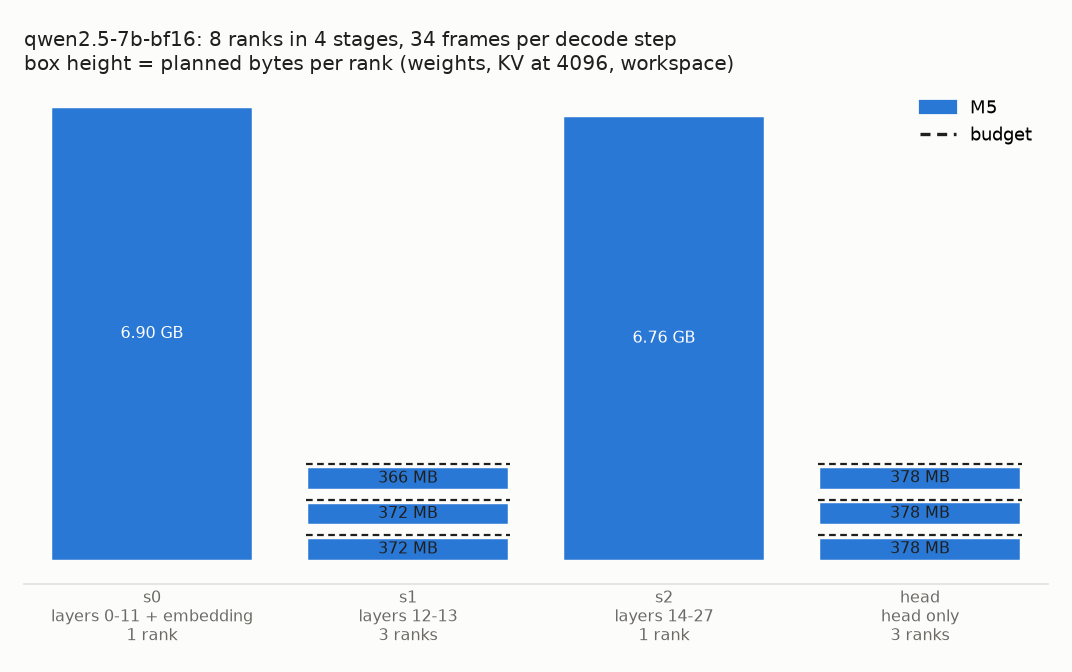 qwen2.5-7b-bf16: 8 ranks in 4 stages, 34 frames per decode step
box height = planned bytes per rank (weights, KV at 4096, workspace)
M5
budget
6.90 GB
6.76 GB
366 MB
372 MB
372 MB
378 MB
378 MB
378 MB
s0
layers 0-11 + embedding
1 rank
s1
layers 12-13
3 ranks
s2
layers 14-27
1 rank
head
head only
3 ranks